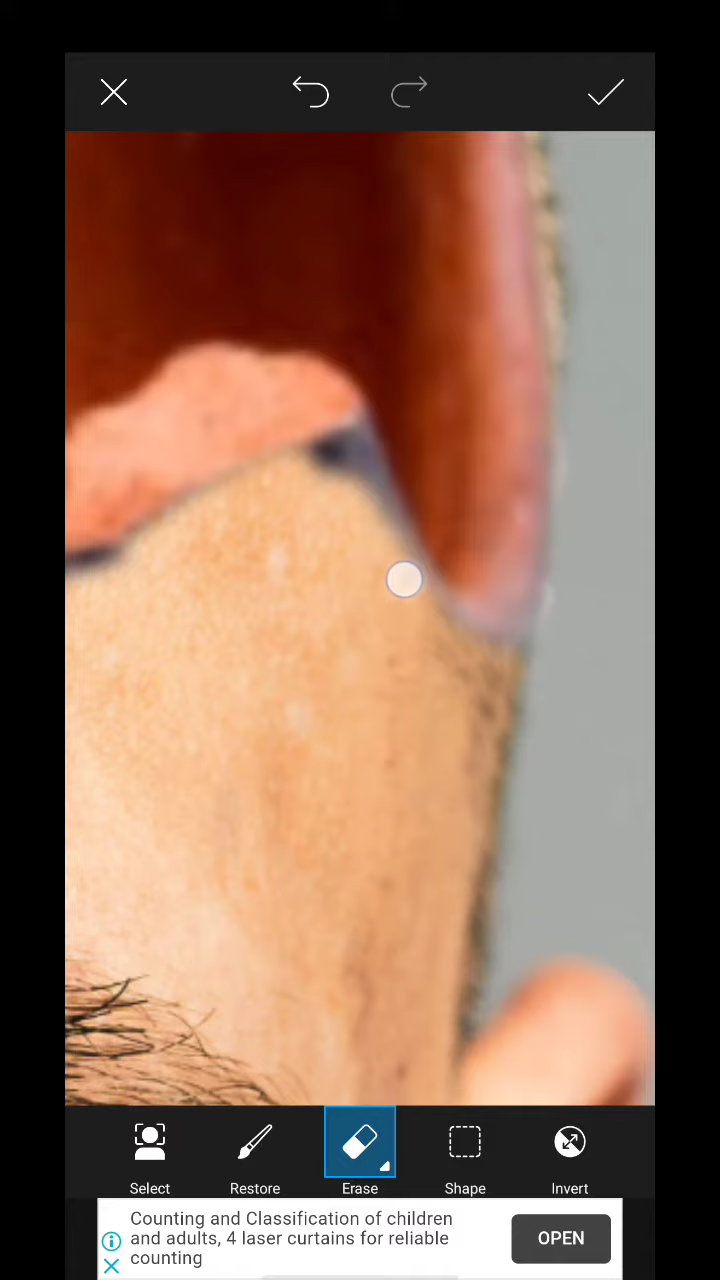 Select
Restore
Erase
Shape
Invert
Counting and Classification of children
and adults, 4 laser curtains for reliable
counting
OPEN